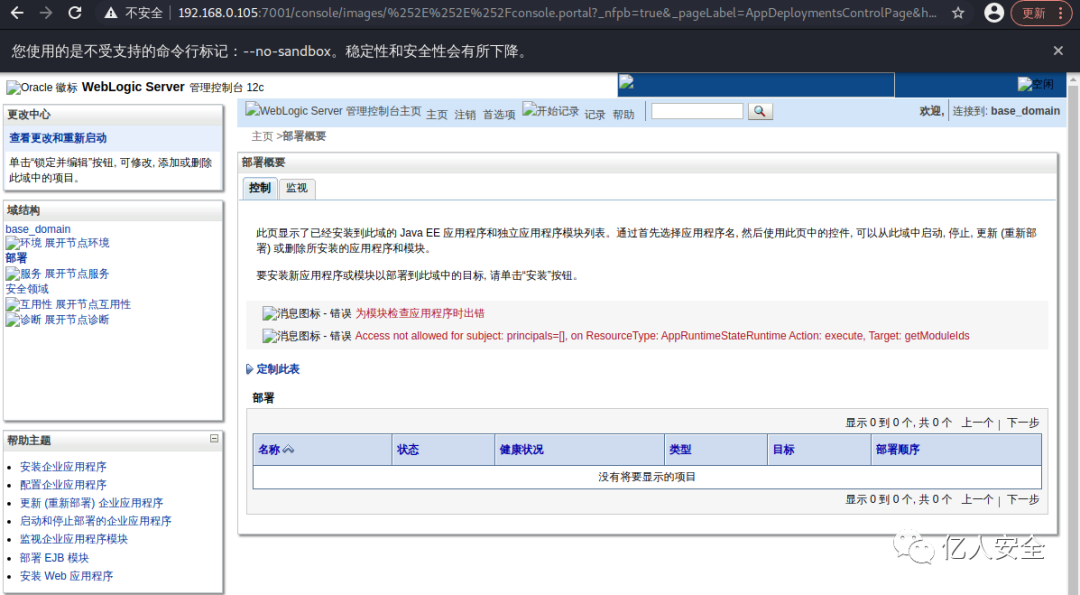 不安全 192.168.0.105:7001/console/images/%252E%252E%252Fconsole.portal?_nfpb=true&_pageLabel=AppDeploymentsControlPage&h… 更新
您使用的是不受支持的命令行标记：--no-sandbox。稳定性和安全性会有所下降。
Oracle 徽标 WebLogic Server 管理控制台 12c
空闲
更改中心
查看更改和重新启动
单击“锁定并编辑”按钮, 可修改, 添加或删除
此域中的项目。
域结构
base_domain
环境 展开节点环境
部署
服务 展开节点服务
安全领域
互用性 展开节点互用性
诊断 展开节点诊断
帮助主题
安装企业应用程序
配置企业应用程序
更新 (重新部署) 企业应用程序
启动和停止部署的企业应用程序
监视企业应用程序模块
部署 EJB 模块
安装 Web 应用程序
WebLogic Server 管理控制台主页 主页 注销 首选项 开始记录 记录 帮助
欢迎, 连接到: base_domain
主页 >部署概要
部署概要
控制 监视
此页显示了已经安装到此域的 Java EE 应用程序和独立应用程序模块列表。通过首先选择应用程序名, 然后使用此页中的控件, 可以从此域中启动, 停止, 更新 (重新部
署) 或删除所安装的应用程序和模块。
要安装新应用程序或模块以部署到此域中的目标, 请单击“安装”按钮。
消息图标 - 错误 为模块检查应用程序时出错
消息图标 - 错误 Access not allowed for subject: principals=[], on ResourceType: AppRuntimeStateRuntime Action: execute, Target: getModuleIds
定制此表
部署
显示 0 到 0 个, 共 0 个 上一个 | 下一步
名称 状态 健康状况 类型 目标 部署顺序
没有将要显示的项目
显示 0 到 0 个, 共 0 个 上一个 | 下一步
亿人安全